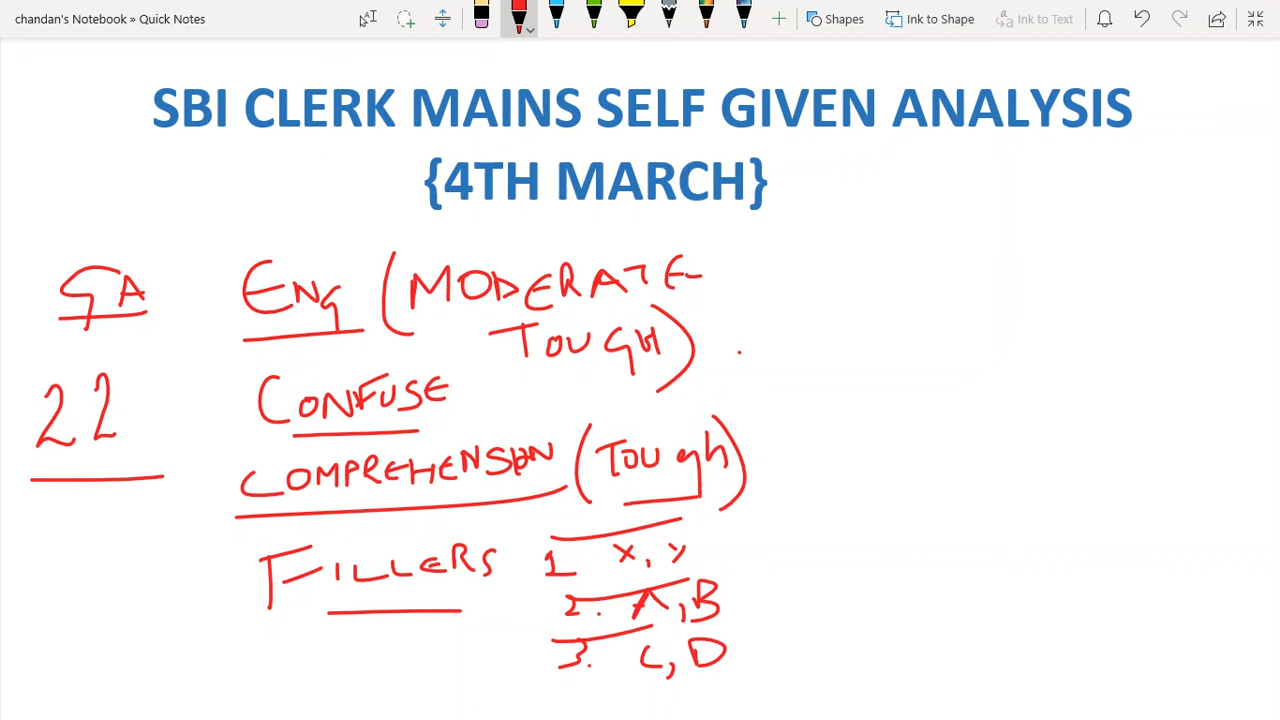 chandan's Notebook » Quick Notes
Shapes
Ink to Shape
Ink to Text
SBI CLERK MAINS SELF GIVEN ANALYSIS
{4TH MARCH}
GA
22
ENG (MODERATE-
TOUGH)
CONFUSE
COMPREHENSION (TOUGH)
FILLERS
1 X, Y
2. A, B
3. C, D